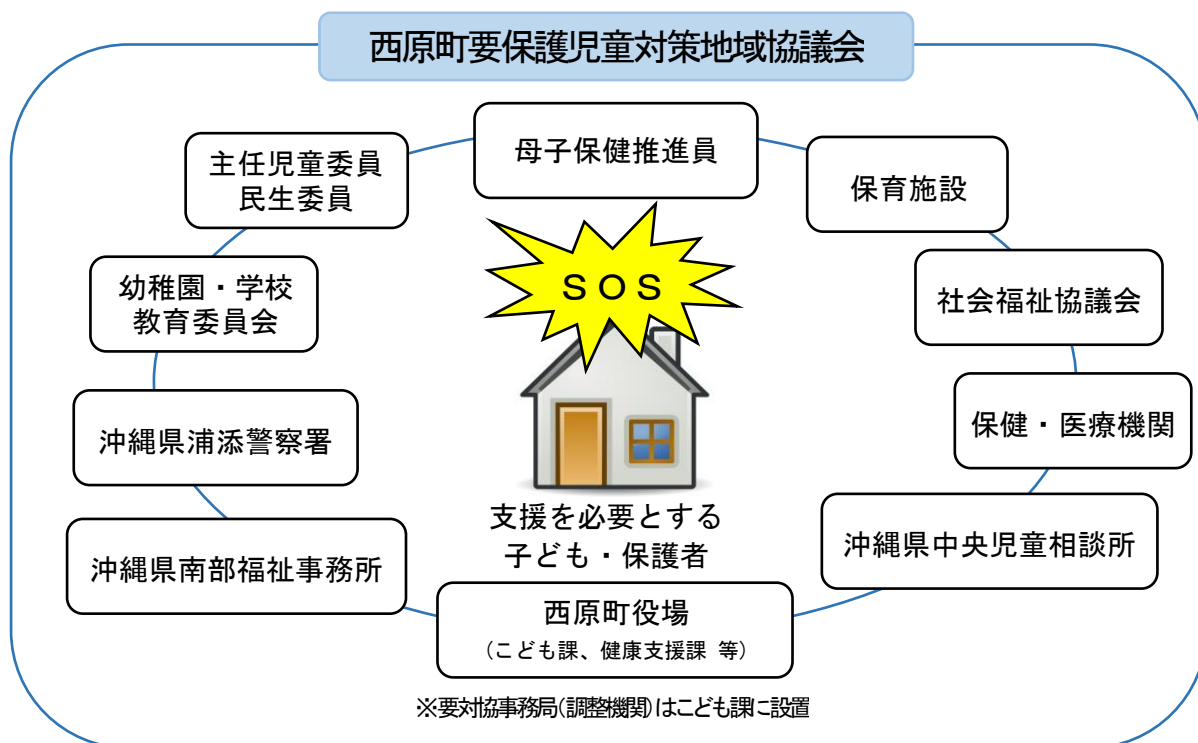 西原町要保護児童対策地域協議会
母子保健推進員
主任児童委員
民生委員
保育施設
幼稚園・学校
教育委員会
社会福祉協議会
SOS
沖縄県浦添警察署
保健・医療機関
支援を必要とする
子ども・保護者
沖縄県南部福祉事務所
沖縄県中央児童相談所
西原町役場
(こども課、健康支援課 等)
※要対協事務局(調整機関)はこども課に設置